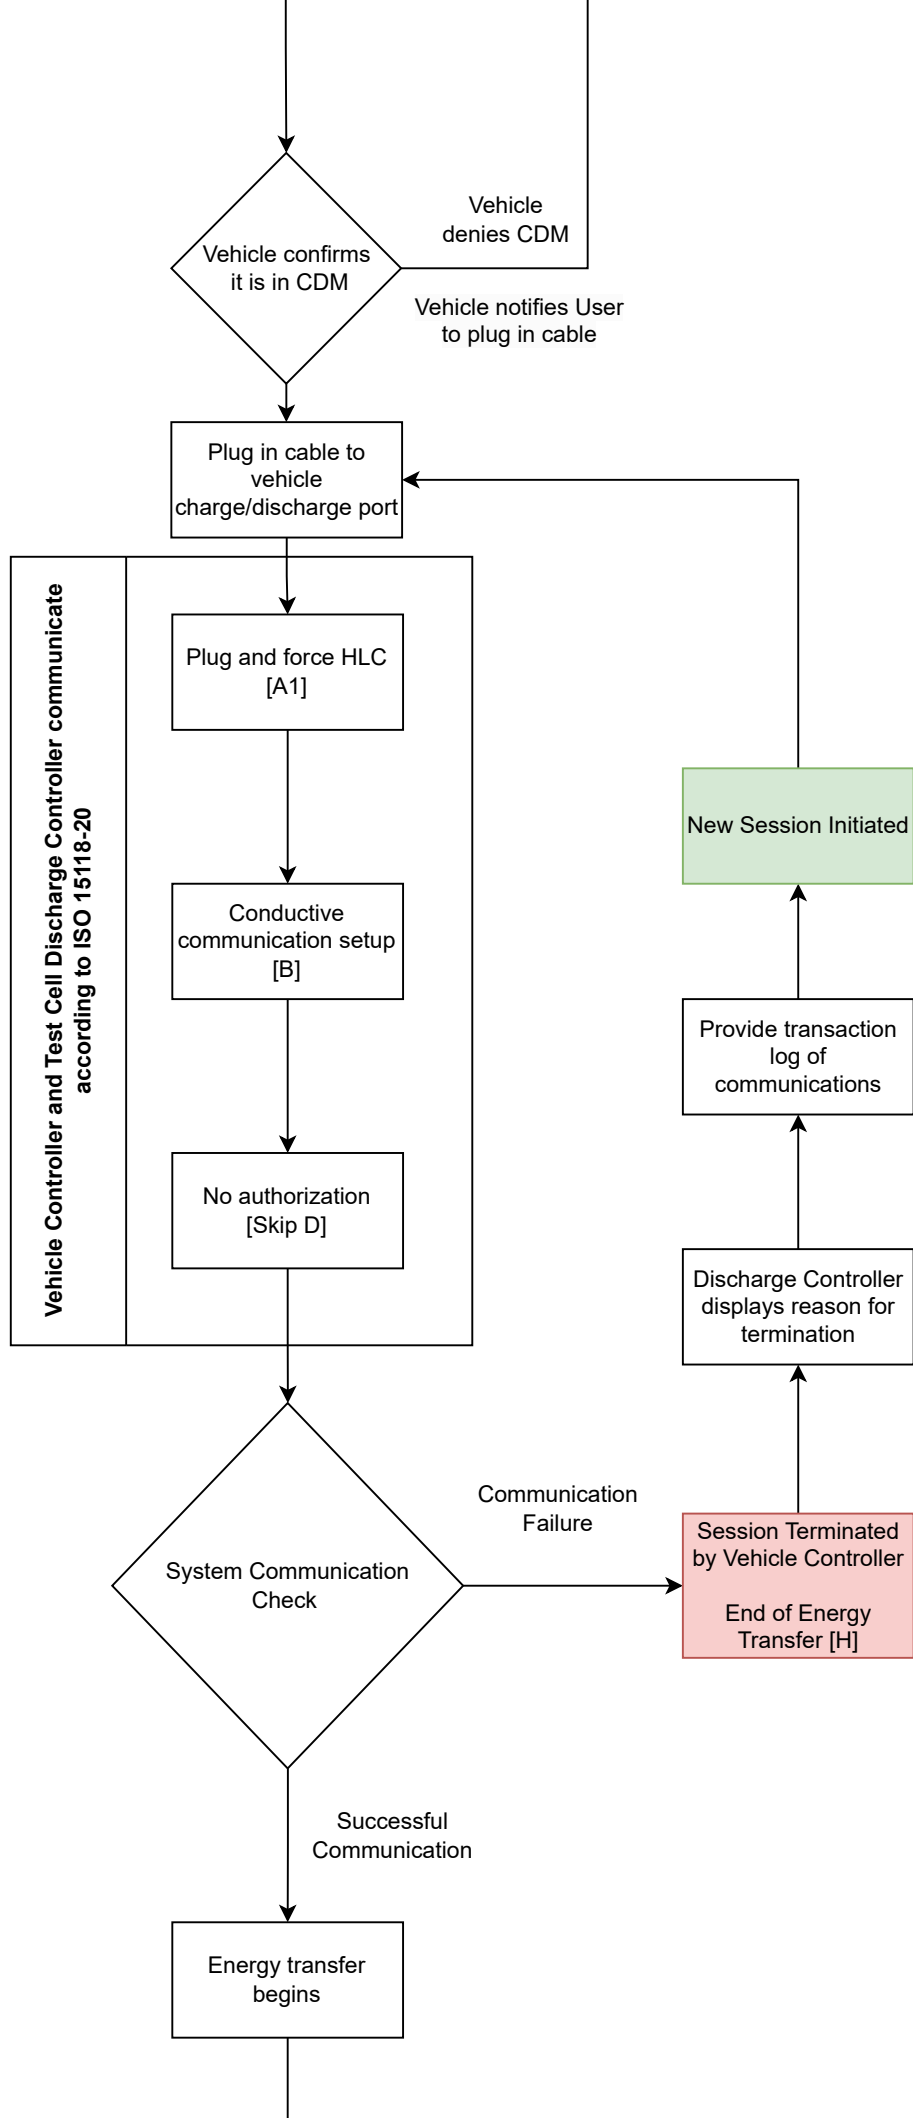 Vehicle
denies CDM
Vehicle confirms
it is in CDM
Vehicle notifies User
to plug in cable
Plug in cable to
vehicle
charge/discharge port
Vehicle Controller and Test Cell Discharge Controller communicate
according to ISO 15118-20
Plug and force HLC
[A1]
Conductive
communication setup
[B]
No authorization
[Skip D]
New Session Initiated
Provide transaction
log of
communications
Discharge Controller
displays reason for
termination
Communication
Failure
Session Terminated
by Vehicle Controller
End of Energy
Transfer [H]
System Communication
Check
Successful
Communication
Energy transfer
begins